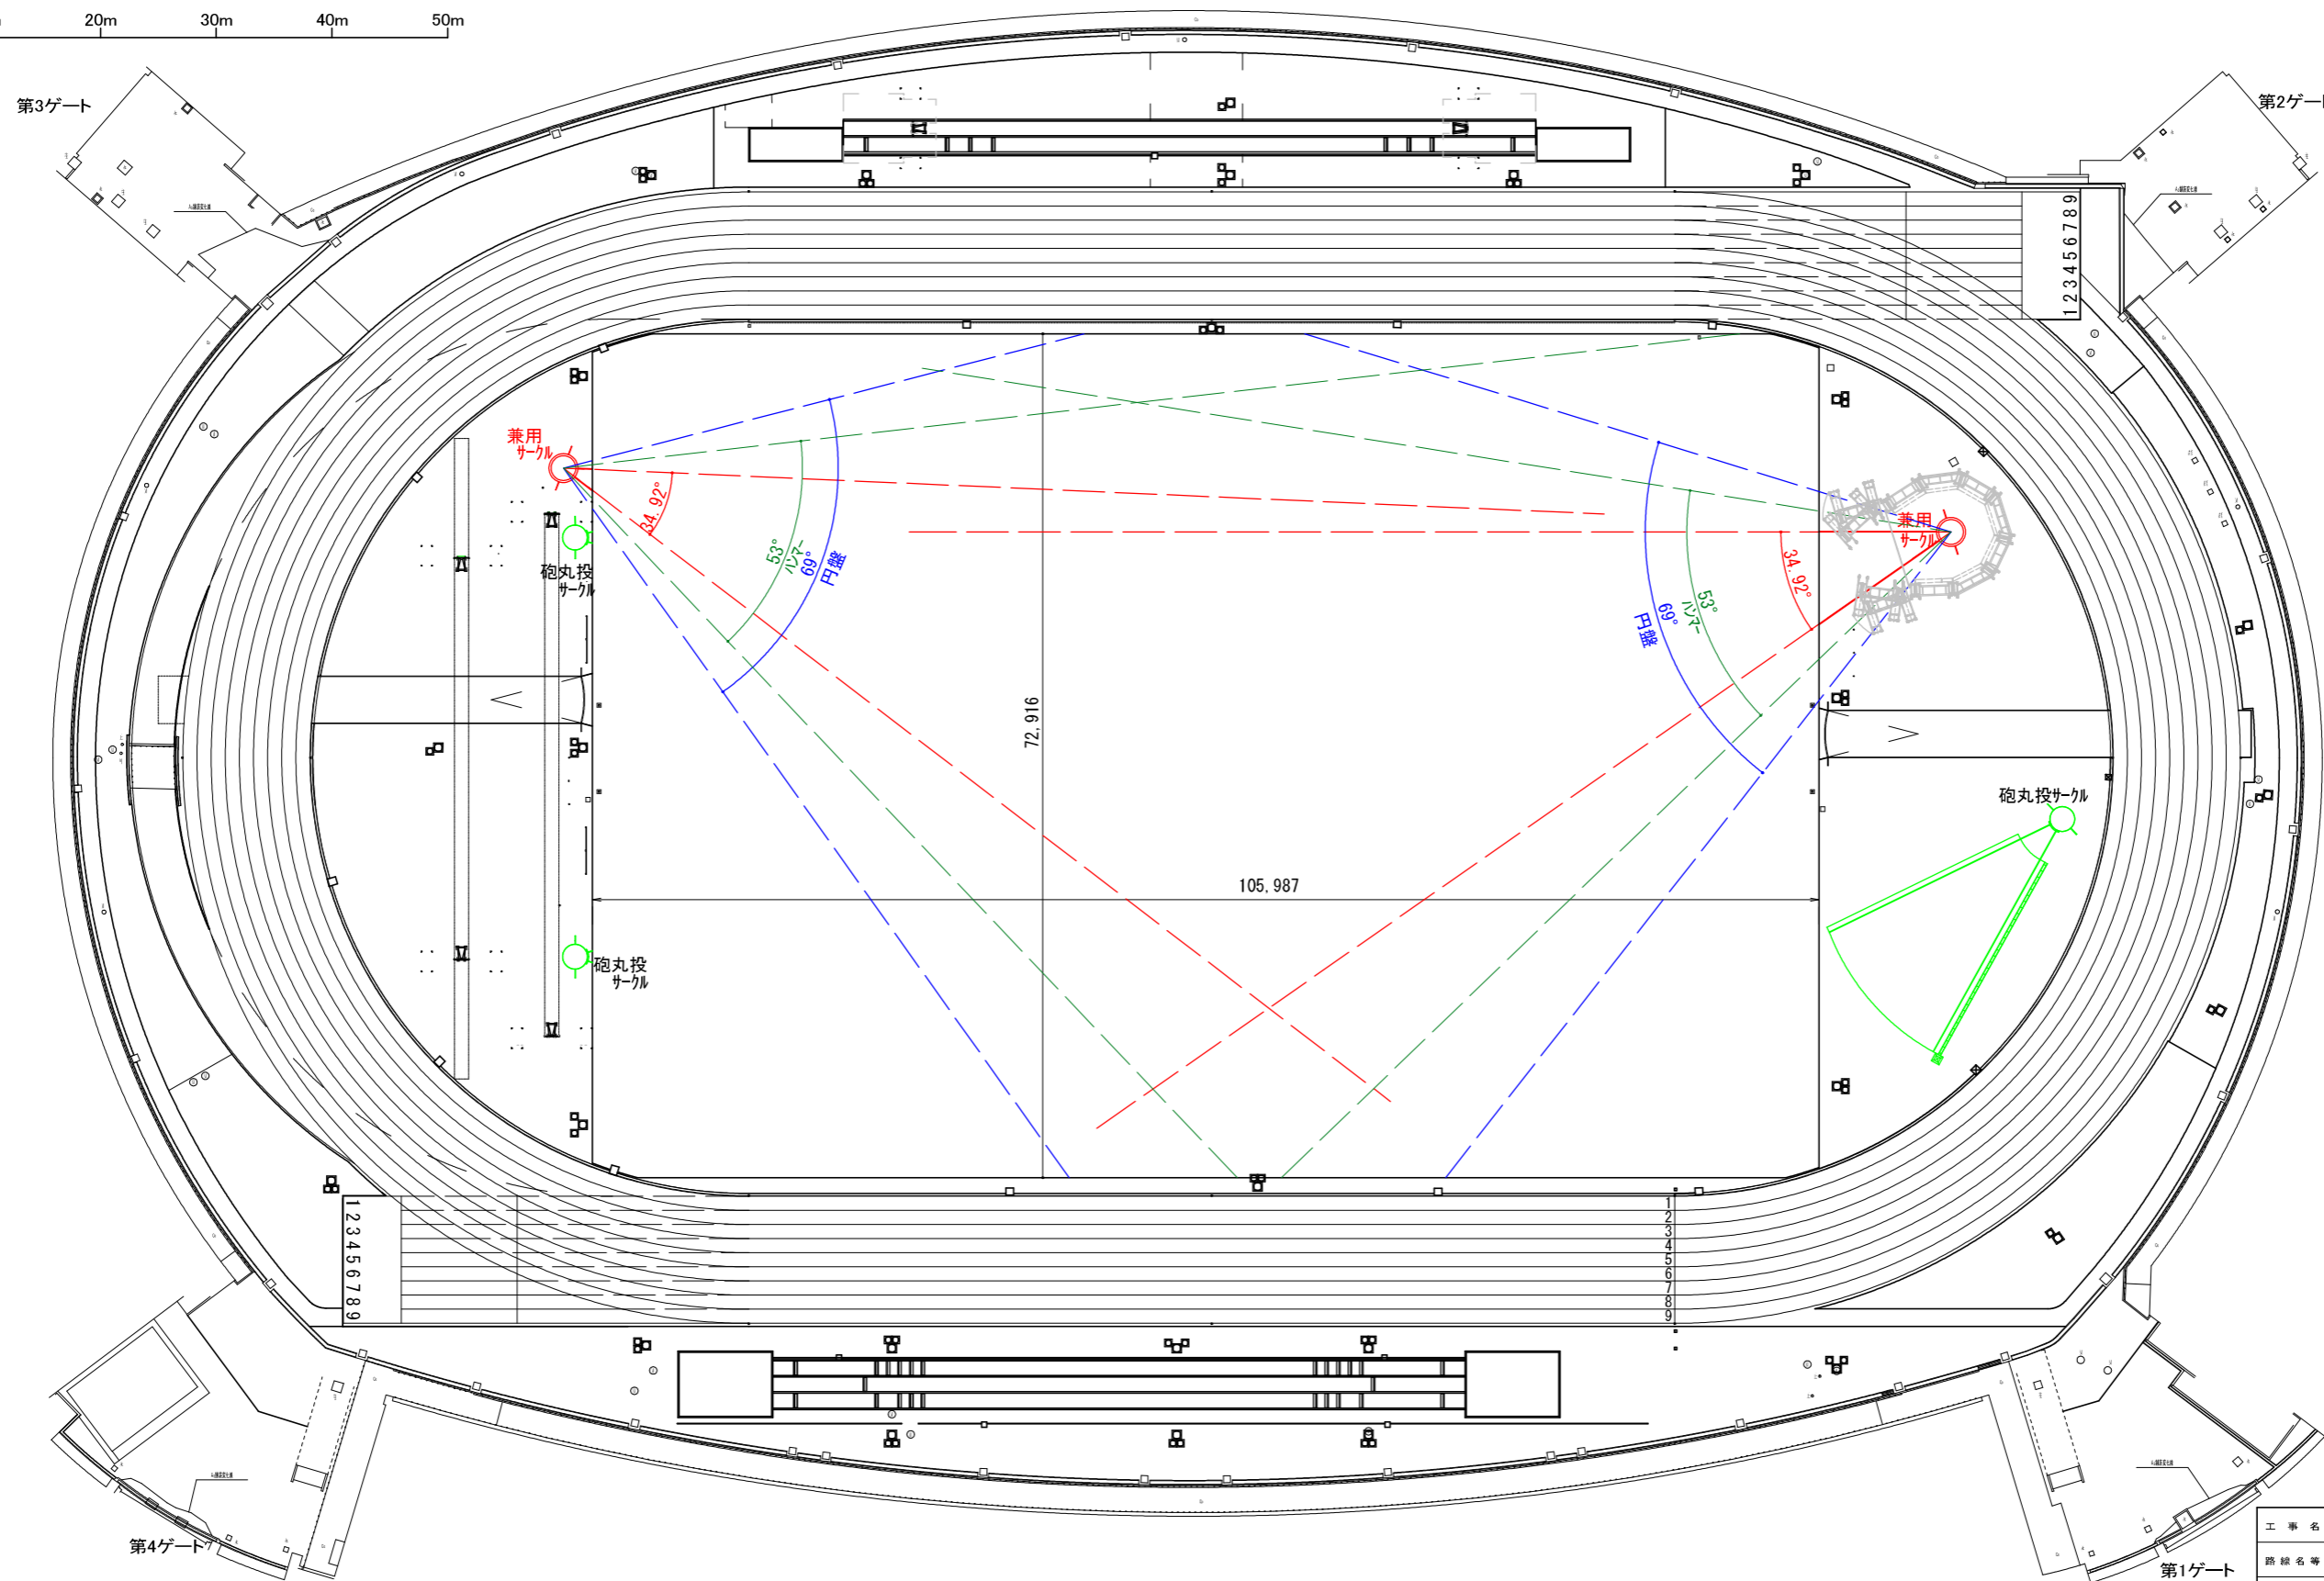 20m
30m
40m
50m
第3ゲート
第2ゲー
1 2 3 4 5 6 7 8 9
兼用
サークル
34.92°
53°
ハンマー
69°
円盤
砲丸投
サークル
兼用
サークル
34.92°
53°
ハンマー
69°
円盤
72,916
105,987
砲丸投サークル
砲丸投
サークル
1 2 3 4 5 6 7 8 9
1
2
3
4
5
6
7
8
9
第4ゲート
第1ゲート
工事名
路線名等